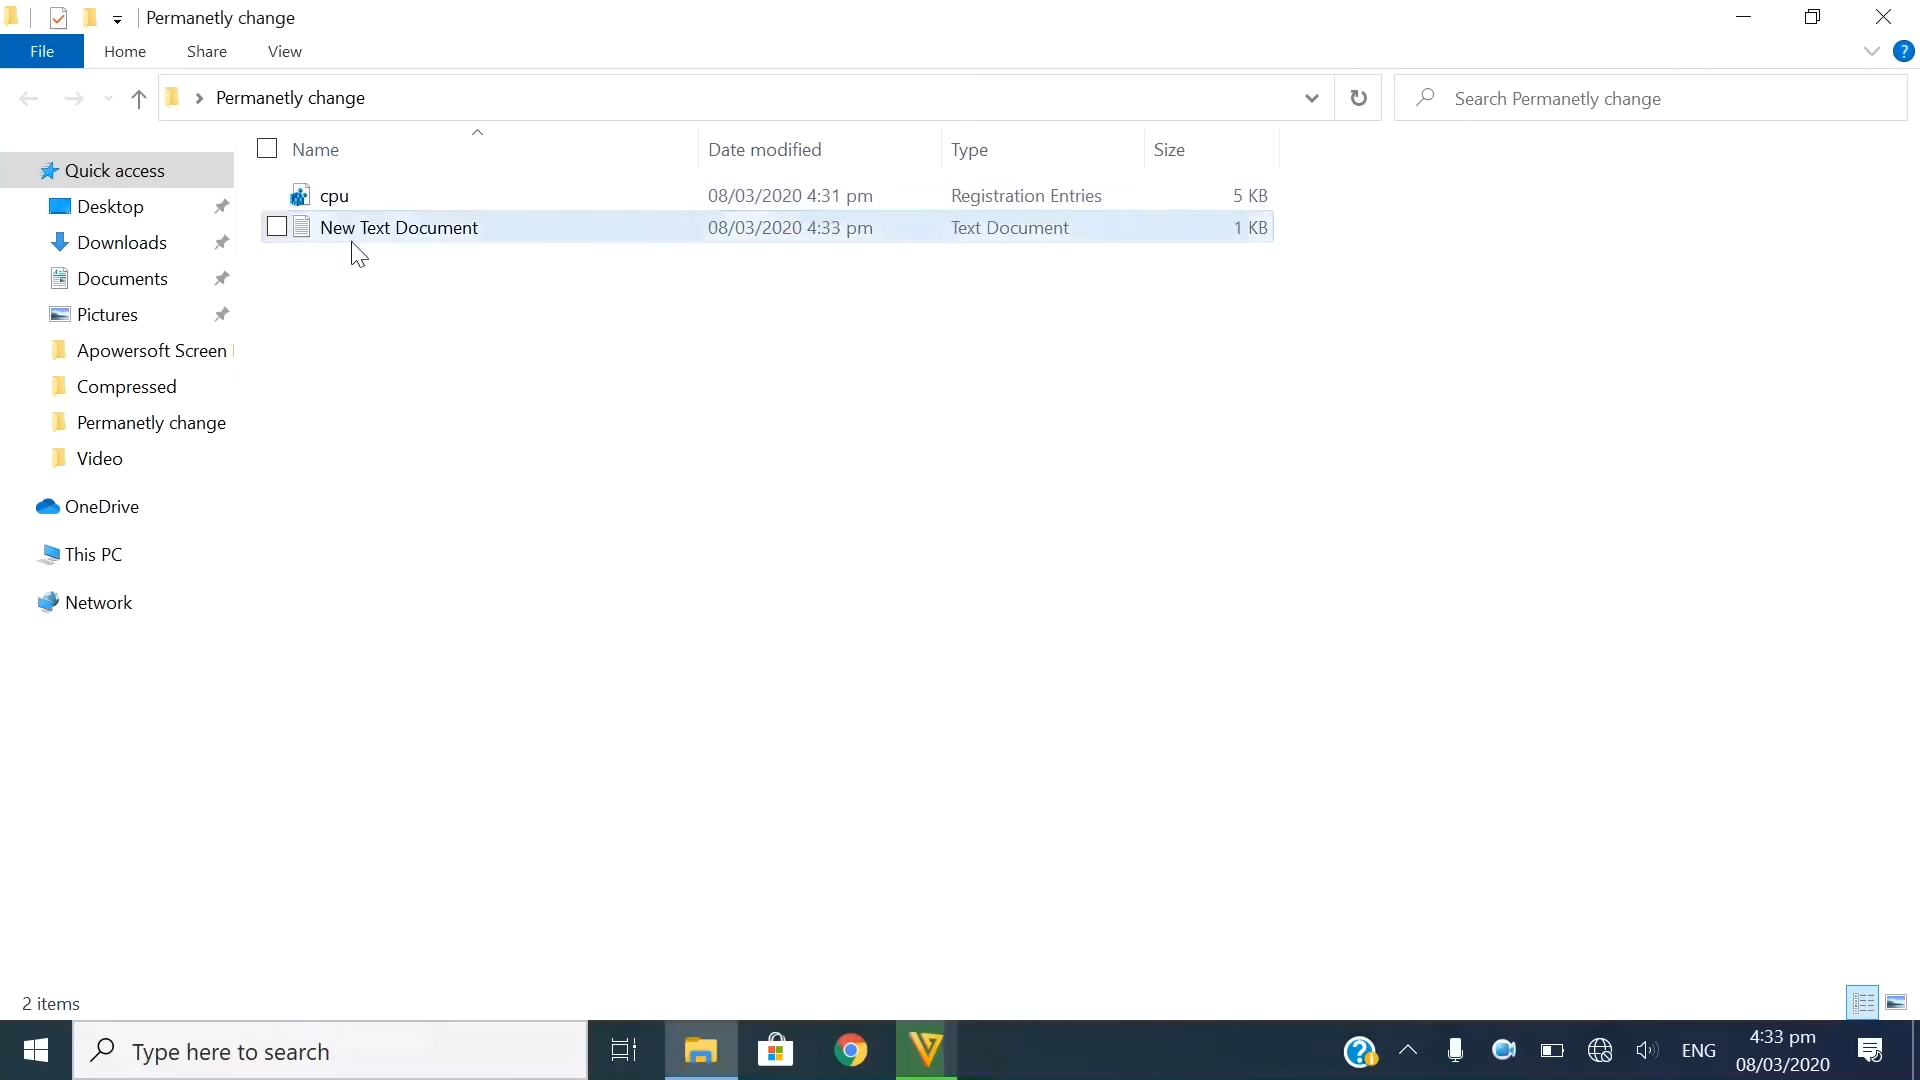 Permanetly change
File Home Share View
?
Permanetly change
Search Permanetly change
Name Date modified Type Size
cpu 08/03/2020 4:31 pm Registration Entries 5 KB
New Text Document 08/03/2020 4:33 pm Text Document 1 KB
Quick access
Desktop
Downloads
Documents
Pictures
Apowersoft Screen
Compressed
Permanetly change
Video
OneDrive
This PC
Network
2 items
Type here to search
ENG
4:33 pm
08/03/2020